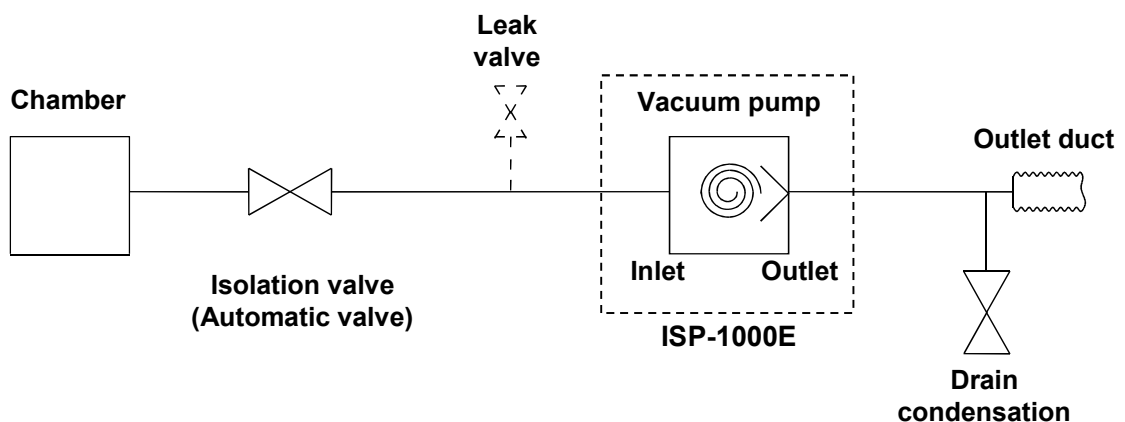 Leak
valve
Chamber
Vacuum pump
Outlet duct
Inlet
Outlet
Isolation valve
(Automatic valve)
ISP-1000E
Drain
condensation